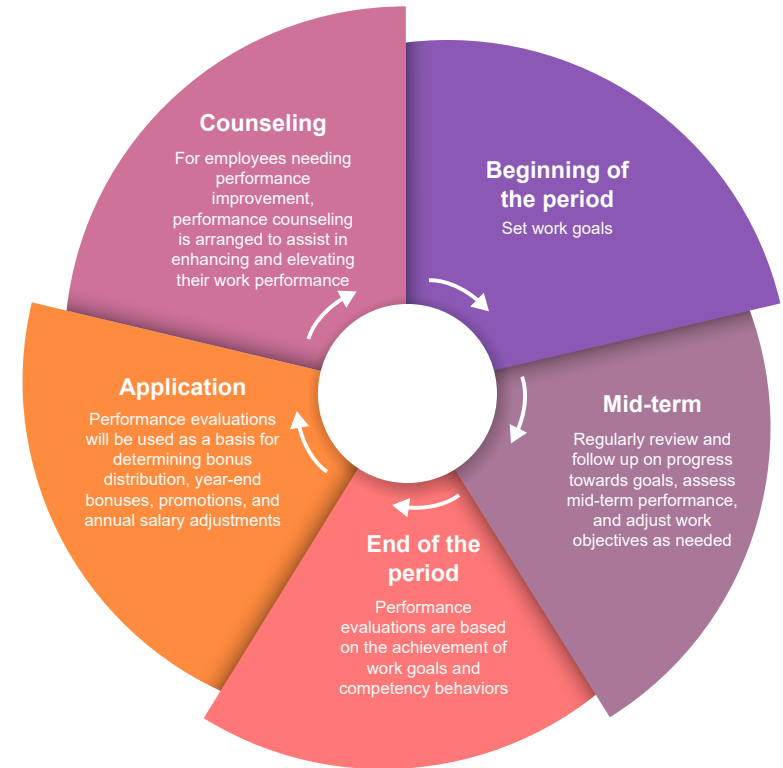 Counseling
For employees needing
performance
improvement,
performance counseling
is arranged to assist in
enhancing and elevating
their work performance
Beginning of
the period
Set work goals
Mid-term
Regularly review and
follow up on progress
towards goals, assess
mid-term performance,
and adjust work
objectives as needed
End of the
period
Performance
evaluations are based
on the achievement of
work goals and
competency behaviors
Application
Performance evaluations
will be used as a basis for
determining bonus
distribution, year-end
bonuses, promotions, and
annual salary adjustments